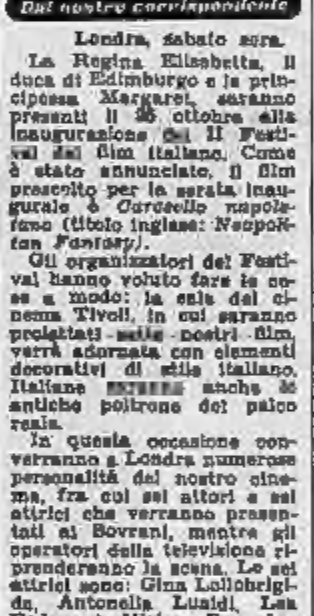 Dal nostro corrispondente
Londra, sabato sera.
La Regina Elisabetta, il
duca di Edimburgo e la prin-
cipessa Margaret, saranno
presenti il ottobre alla
inaugurazione del II Festi-
val del film italiano. Come
è stato annunciato, il film
prescelto per la serata inau-
gurale è Carosello napole-
tano (titolo inglese: Neapoli-
tan Fantasy).
Gli organizzatori del Festi-
val hanno voluto fare le co-
se a modo: la sala del ci-
nema Tivoli, in cui saranno
proiettati nostri film,
verrà adornata con elementi
decorativi di stile italiano.
Italiane anche le
antiche poltrone del palco
reale.
In questa occasione con-
verranno a Londra numerose
personalità del nostro cine-
ma, fra cui sei attori e sei
attrici che verranno presen-
tati ai Sovrani, mentre gli
operatori della televisione ri-
prenderanno la scena. Le sei
attrici sono: Gina Lollobrigi-
da, Antonella Lualdi, Lea